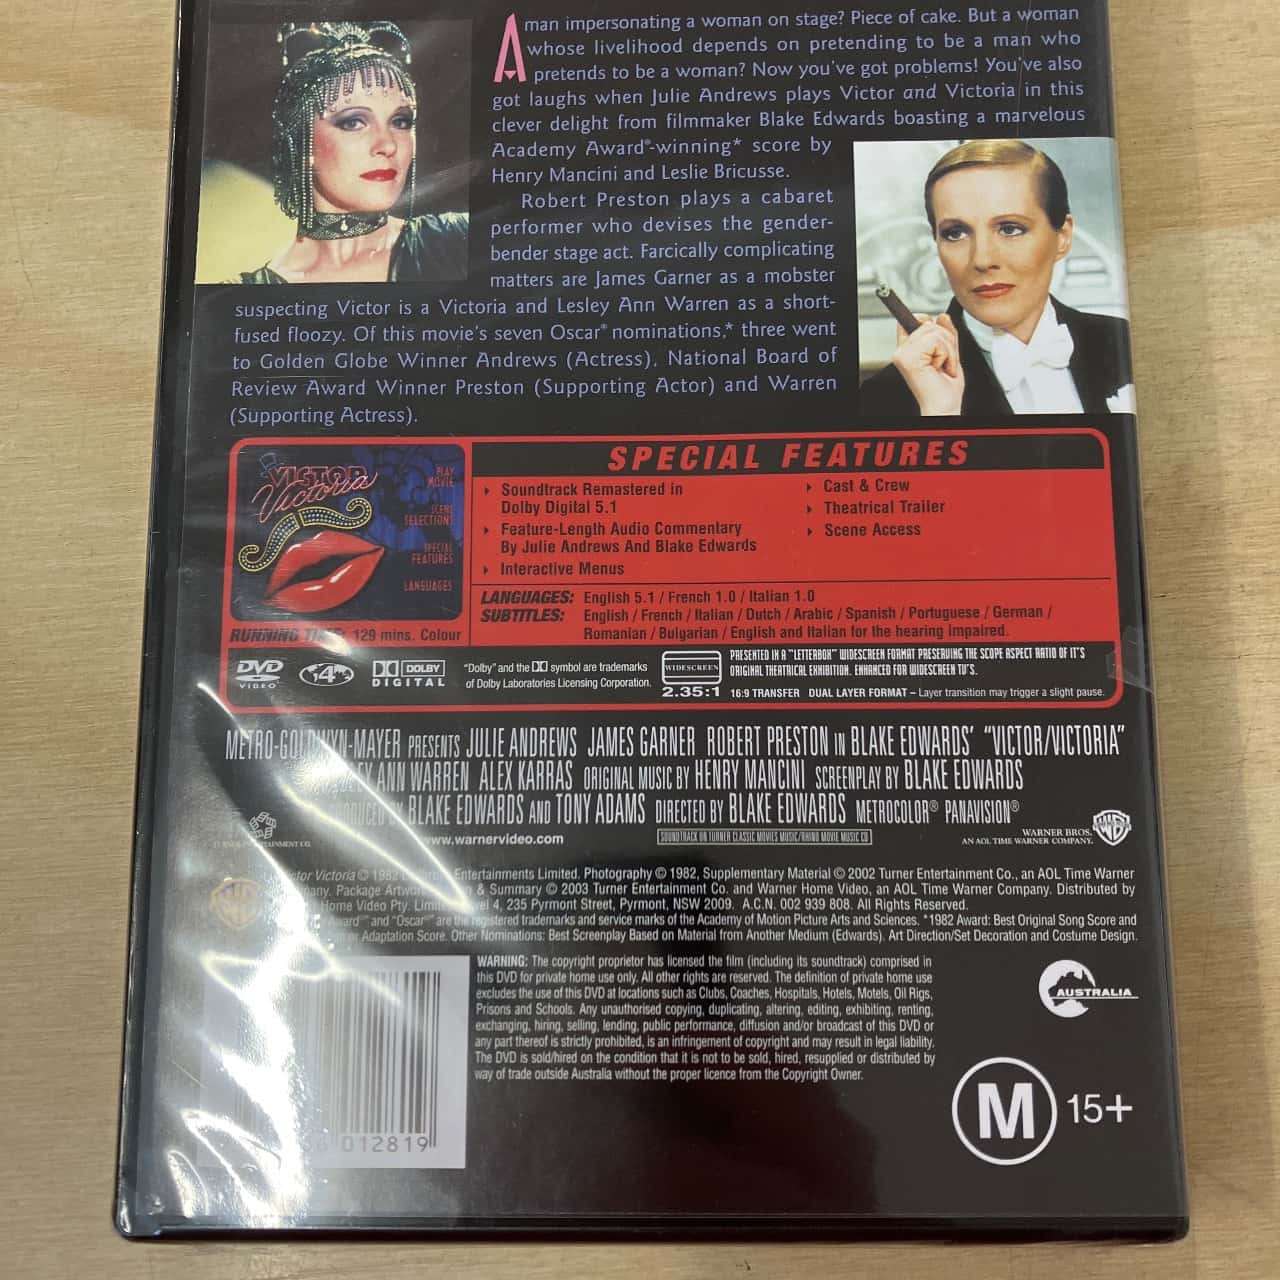 A man impersonating a woman on stage? Piece of cake. But a woman
whose livelihood depends on pretending to be a man who
pretends to be a woman? Now you've got problems! You've also
got laughs when Julie Andrews plays Victor and Victoria in this
clever delight from filmmaker Blake Edwards boasting a marvelous
Academy Award®-winning* score by
Henry Mancini and Leslie Bricusse.
Robert Preston plays a cabaret
performer who devises the gender-
bender stage act. Farcically complicating
matters are James Garner as a mobster
suspecting Victor is a Victoria and Lesley Ann Warren as a short-
fused floozy. Of this movie's seven Oscar® nominations,* three went
to Golden Globe Winner Andrews (Actress), National Board of
Review Award Winner Preston (Supporting Actor) and Warren
(Supporting Actress).
VICTOR
Victoria
PLAY
MOVIE
SCENE
SELECTIONS
SPECIAL
FEATURES
LANGUAGES
RUNNING TIME: 129 mins. Colour
SPECIAL FEATURES
Soundtrack Remastered in
Dolby Digital 5.1
Feature-Length Audio Commentary
By Julie Andrews And Blake Edwards
Interactive Menus
Cast & Crew
Theatrical Trailer
Scene Access
LANGUAGES: English 5.1 / French 1.0 / Italian 1.0
SUBTITLES: English / French / Italian / Dutch / Arabic / Spanish / Portuguese / German /
Romanian / Bulgarian / English and Italian for the hearing impaired.
DVD
VIDEO
4
DOLBY
DIGITAL
"Dolby" and the DD symbol are trademarks
of Dolby Laboratories Licensing Corporation.
WIDESCREEN
2.35:1
PRESENTED IN A "LETTERBOX" WIDESCREEN FORMAT PRESERVING THE SCOPE ASPECT RATIO OF IT'S
ORIGINAL THEATRICAL EXHIBITION. ENHANCED FOR WIDESCREEN TV'S.
16:9 TRANSFER DUAL LAYER FORMAT – Layer transition may trigger a slight pause.
METRO-GOLDWYN-MAYER PRESENTS JULIE ANDREWS JAMES GARNER ROBERT PRESTON IN BLAKE EDWARDS' "VICTOR/VICTORIA"
ANN WARREN ALEX KARRAS ORIGINAL MUSIC BY HENRY MANCINI SCREENPLAY BY BLAKE EDWARDS
PRODUCED BY BLAKE EDWARDS AND TONY ADAMS DIRECTED BY BLAKE EDWARDS METROCOLOR® PANAVISION®
www.warnervideo.com
SOUNDTRACK ON TURNER CLASSIC MOVIES MUSIC/RHINO MOVIE MUSIC CD
WARNER BROS.
AN AOL TIME WARNER COMPANY.
Victoria © 1982 Entertainments Limited. Photography © 1982, Supplementary Material © 2002 Turner Entertainment Co., an AOL Time Warner
Package & Summary © 2003 Turner Entertainment Co. and Warner Home Video, an AOL Time Warner Company. Distributed by
Home Video Pty. 4, 235 Pyrmont Street, Pyrmont, NSW 2009. A.C.N. 002 939 808. All Rights Reserved.
Award" and "Oscar" are the registered trademarks and service marks of the Academy of Motion Picture Arts and Sciences. *1982 Award: Best Original Song Score and
Adaptation Score. Other Nominations: Best Screenplay Based on Material from Another Medium (Edwards). Art Direction/Set Decoration and Costume Design.
WARNING: The copyright proprietor has licensed the film (including its soundtrack) comprised in
this DVD for private home use only. All other rights are reserved. The definition of private home use
excludes the use of this DVD at locations such as Clubs, Coaches, Hospitals, Hotels, Motels, Oil Rigs,
Prisons and Schools. Any unauthorised copying, duplicating, altering, editing, exhibiting, renting,
exchanging, hiring, selling, lending, public performance, diffusion and/or broadcast of this DVD or
any part thereof is strictly prohibited, is an infringement of copyright and may result in legal liability.
The DVD is sold/hired on the condition that it is not to be sold, hired, resupplied or distributed by
way of trade outside Australia without the proper licence from the Copyright Owner.
AUSTRALIA
M 15+
012819